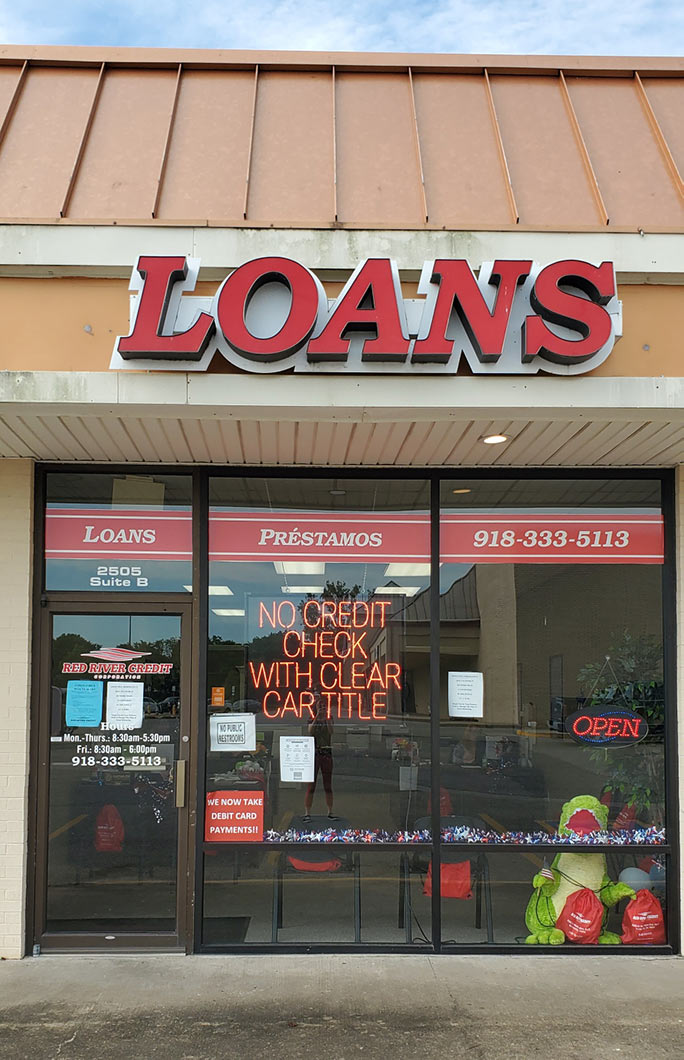 LOANS
LOANS
PRÉSTAMOS
918-333-5113
2505
Suite B
NO CREDIT
CHECK
WITH CLEAR
CAR TITLE
RED RIVER CREDIT
CORPORATION
Hours
Mon.-Thurs.: 8:30am-5:30pm
Fri.: 8:30am - 6:00pm
918-333-5113
NO PUBLIC
RESTROOMS
OPEN
WE NOW TAKE
DEBIT CARD
PAYMENTS!!